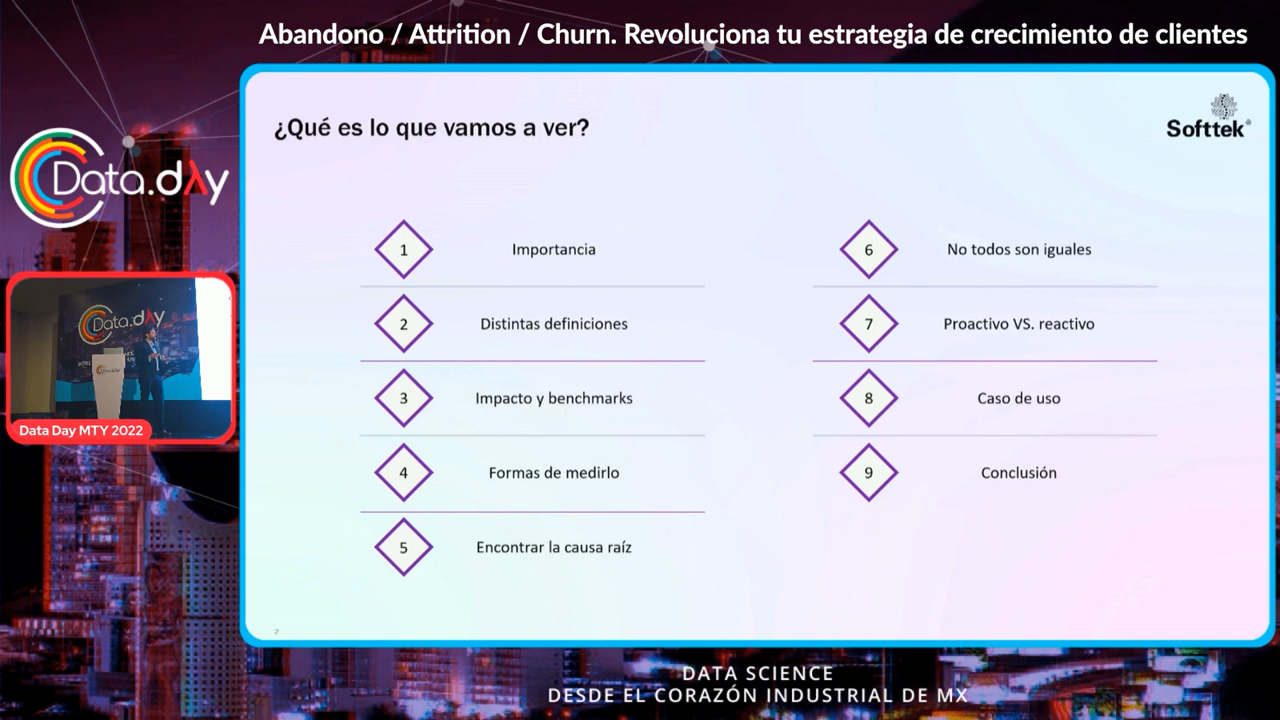 Abandono / Attrition / Churn. Revoluciona tu estrategia de crecimiento de clientes
Data.day
¿Qué es lo que vamos a ver?
Softtek®
1 Importancia
2 Distintas definiciones
3 Impacto y benchmarks
4 Formas de medirlo
5 Encontrar la causa raíz
6 No todos son iguales
7 Proactivo VS. reactivo
8 Caso de uso
9 Conclusión
2
Data.day
Data Day MTY 2022
DATA SCIENCE
DESDE EL CORAZÓN INDUSTRIAL DE MX